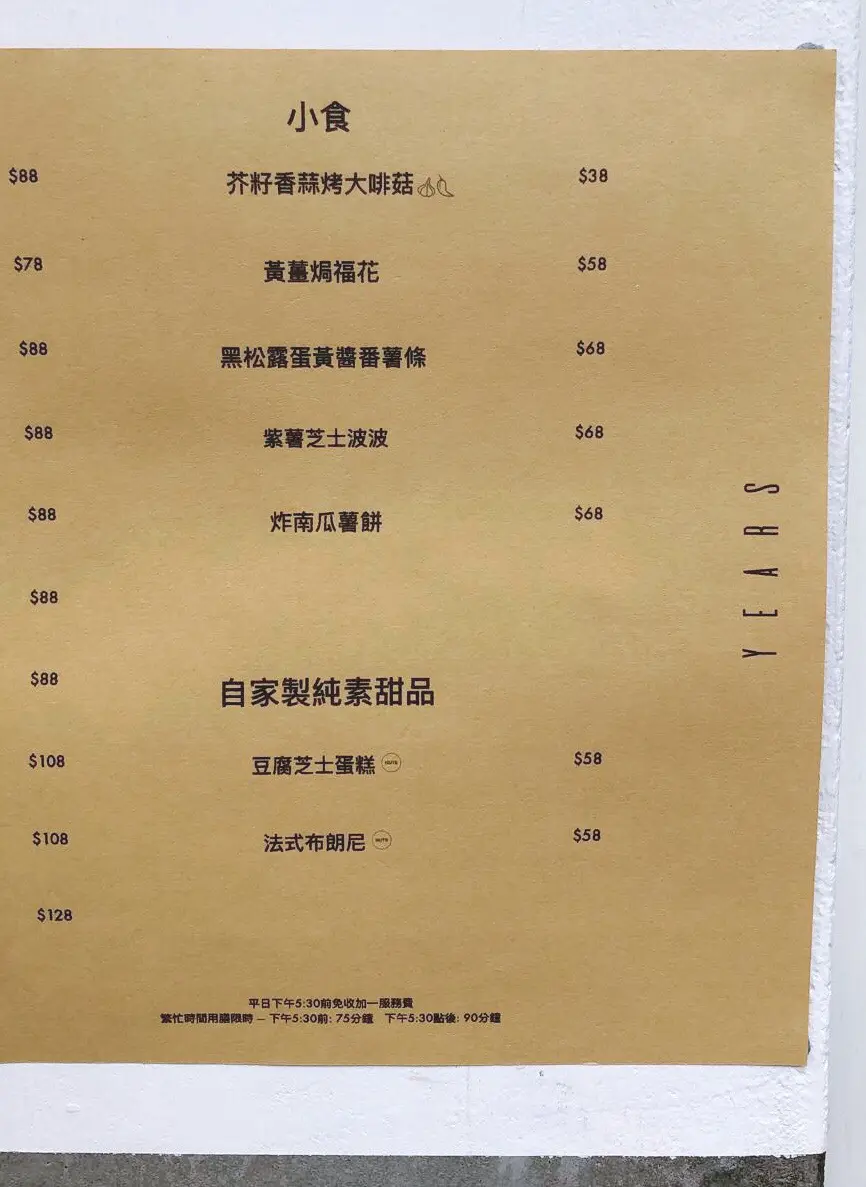 小食
$88 芥籽香蒜烤大啡菇 $38
$78 黃薑焗福花 $58
$88 黑松露蛋黃醬番薯條 $68
$88 紫薯芝士波波 $68
$88 炸南瓜薯餅 $68
$88
$88 自家製純素甜品
$108 豆腐芝士蛋糕 NUTS $58
$108 法式布朗尼 NUTS $58
$128
平日下午5:30前免收加一服務費
繁忙時間用膳限時 – 下午5:30前: 75分鐘 下午5:30點後: 90分鐘
YEARS